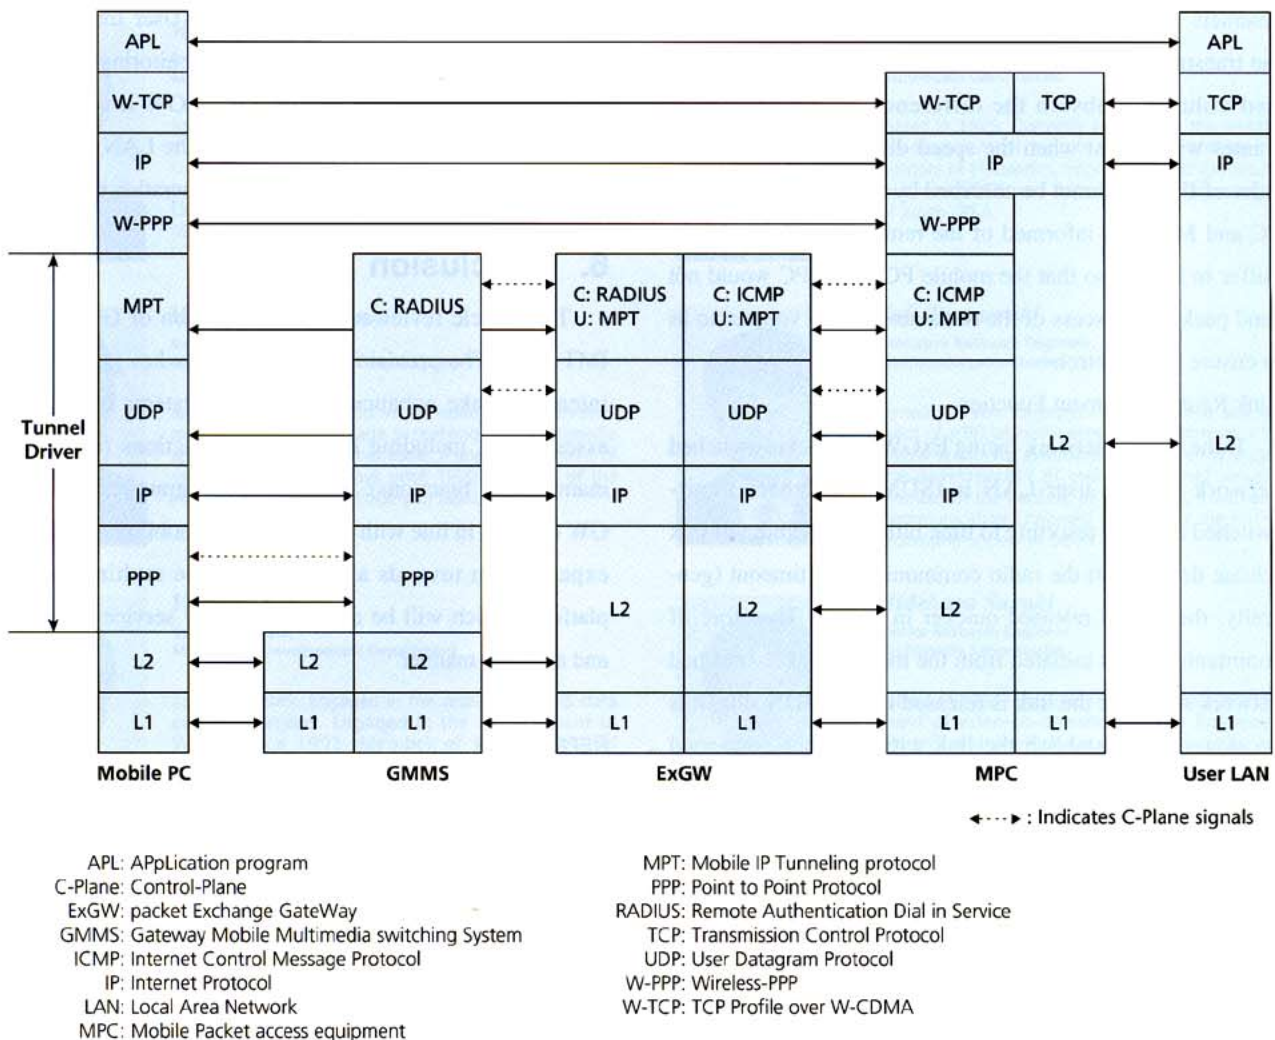 APL
APL
W-TCP
W-TCP
TCP
TCP
IP
IP
IP
W-PPP
W-PPP
6.
clusion
MPT
C: RADIUS
C: RADIUS
U: MPT
C: ICMP
U: MPT
C: ICMP
U: MPT
Tunnel
Driver
UDP
UDP
UDP
UDP
UDP
L2
L2
IP
IP
IP
IP
IP
PPP
PPP
L2
L2
L2
L2
L2
L2
L1
L1
L1
L1
L1
L1
L1
L1
Mobile PC
GMMS
ExGW
MPC
User LAN
: Indicates C-Plane signals
APL: APpLication program
C-Plane: Control-Plane
ExGW: packet Exchange GateWay
GMMS: Gateway Mobile Multimedia switching System
ICMP: Internet Control Message Protocol
IP: Internet Protocol
LAN: Local Area Network
MPC: Mobile Packet access equipment
MPT: Mobile IP Tunneling protocol
PPP: Point to Point Protocol
RADIUS: Remote Authentication Dial in Service
TCP: Transmission Control Protocol
UDP: User Datagram Protocol
W-PPP: Wireless-PPP
W-TCP: TCP Profile over W-CDMA